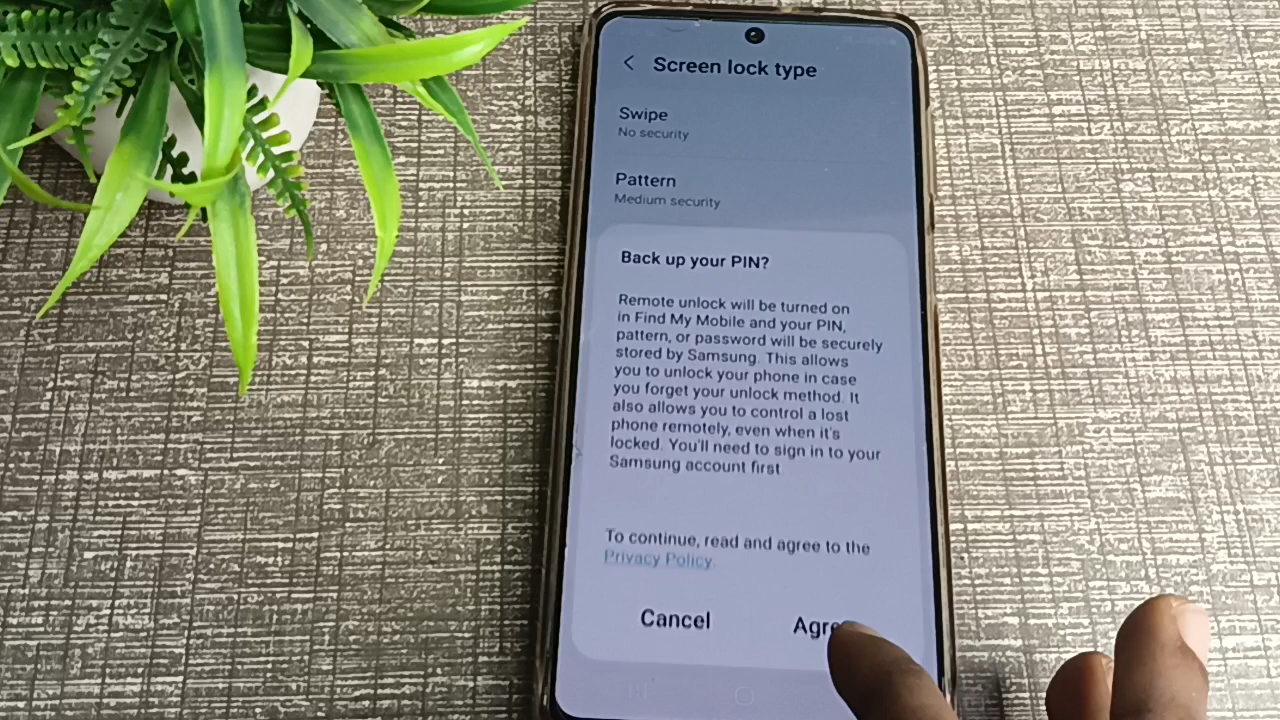 Screen lock type
Swipe
No security
Pattern
Medium security
Back up your PIN?
Remote unlock will be turned on
in Find My Mobile and your PIN,
pattern, or password will be securely
stored by Samsung. This allows
you to unlock your phone in case
you forget your unlock method. It
also allows you to control a lost
phone remotely, even when it's
locked. You'll need to sign in to your
Samsung account first.
To continue, read and agree to the
Privacy Policy.
Cancel
Agre